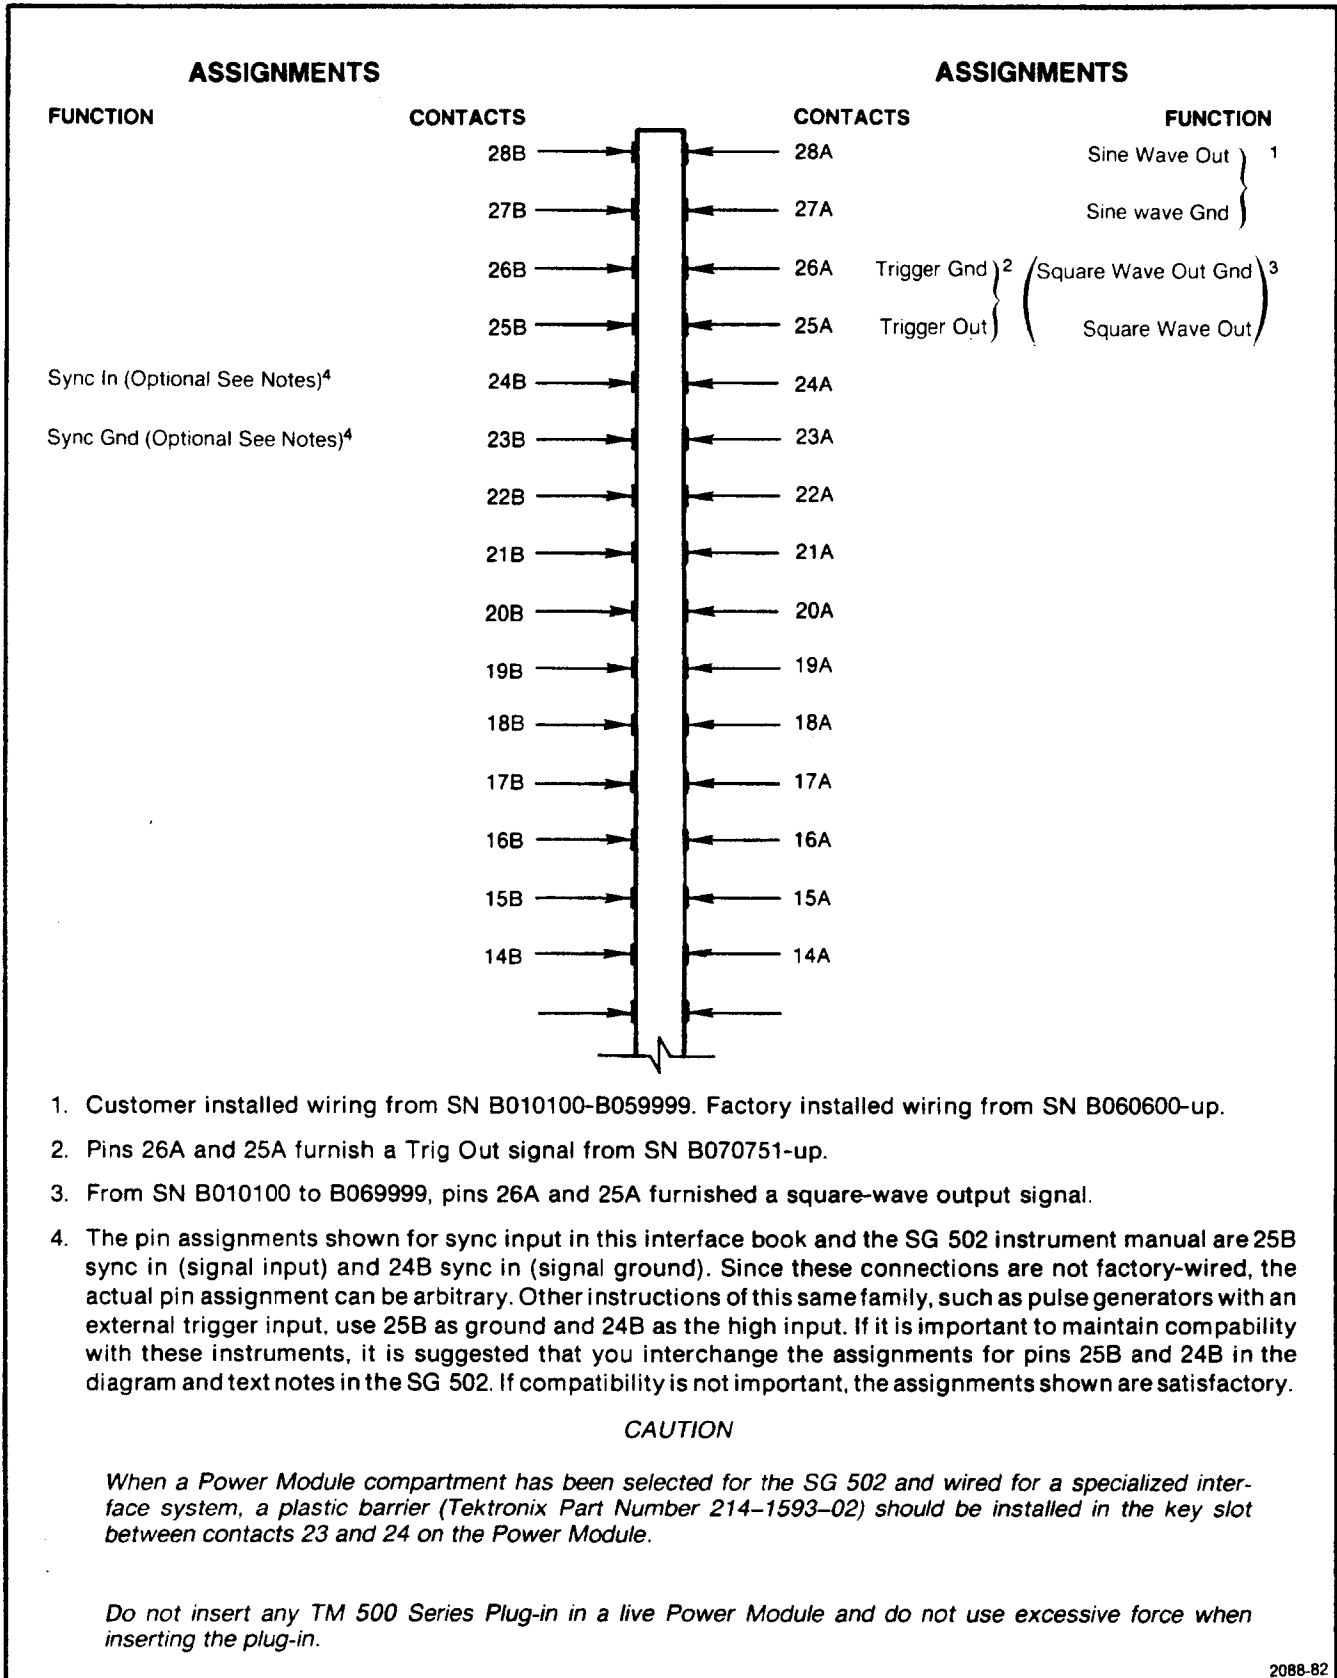 ASSIGNMENTS ASSIGNMENTS
FUNCTION CONTACTS CONTACTS FUNCTION
28B 28A Sine Wave Out 1
27B 27A Sine wave Gnd
26B 26A Trigger Gnd 2 Square Wave Out Gnd 3
25B 25A Trigger Out Square Wave Out
Sync In (Optional See Notes)4 24B 24A
Sync Gnd (Optional See Notes)4 23B 23A
22B 22A
21B 21A
20B 20A
19B 19A
18B 18A
17B 17A
16B 16A
15B 15A
14B 14A
1. Customer installed wiring from SN B010100-B059999. Factory installed wiring from SN B060600-up.
2. Pins 26A and 25A furnish a Trig Out signal from SN B070751-up.
3. From SN B010100 to B069999, pins 26A and 25A furnished a square-wave output signal.
4. The pin assignments shown for sync input in this interface book and the SG 502 instrument manual are 25B
sync in (signal input) and 24B sync in (signal ground). Since these connections are not factory-wired, the
actual pin assignment can be arbitrary. Other instructions of this same family, such as pulse generators with an
external trigger input, use 25B as ground and 24B as the high input. If it is important to maintain compability
with these instruments, it is suggested that you interchange the assignments for pins 25B and 24B in the
diagram and text notes in the SG 502. If compatibility is not important, the assignments shown are satisfactory.
CAUTION
When a Power Module compartment has been selected for the SG 502 and wired for a specialized inter-
face system, a plastic barrier (Tektronix Part Number 214–1593–02) should be installed in the key slot
between contacts 23 and 24 on the Power Module.
Do not insert any TM 500 Series Plug-in in a live Power Module and do not use excessive force when
inserting the plug-in.
2088-82